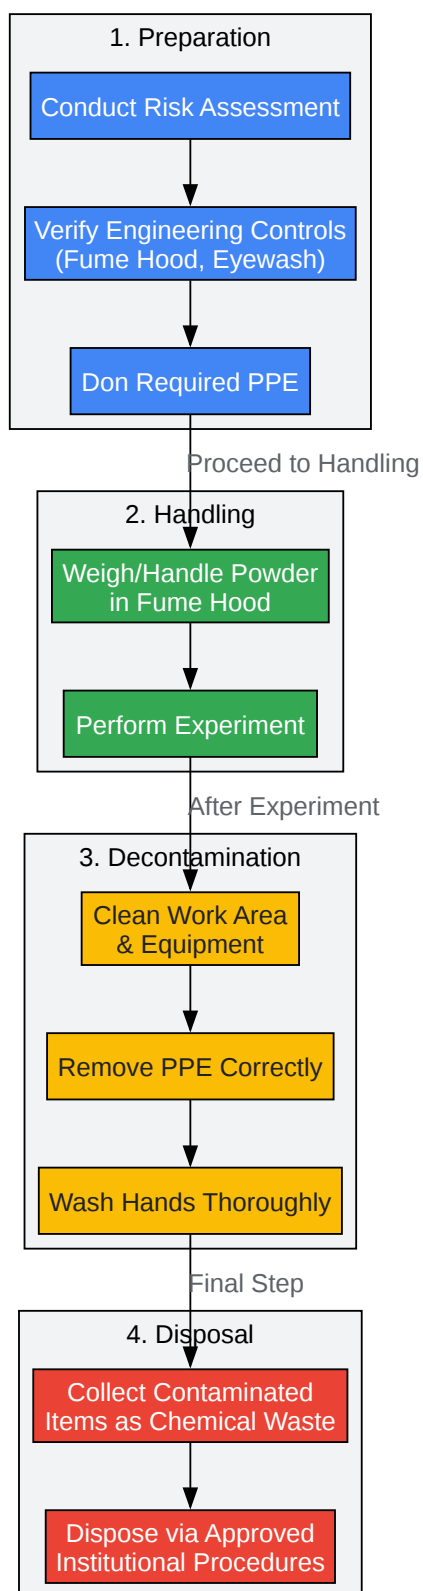 1. Preparation
Conduct Risk Assessment
Verify Engineering Controls
(Fume Hood, Eyewash)
Don Required PPE
Proceed to Handling
2. Handling
Weigh/Handle Powder
in Fume Hood
Perform Experiment
After Experiment
3. Decontamination
Clean Work Area
& Equipment
Remove PPE Correctly
Wash Hands Thoroughly
Final Step
4. Disposal
Collect Contaminated
Items as Chemical Waste
Dispose via Approved
Institutional Procedures